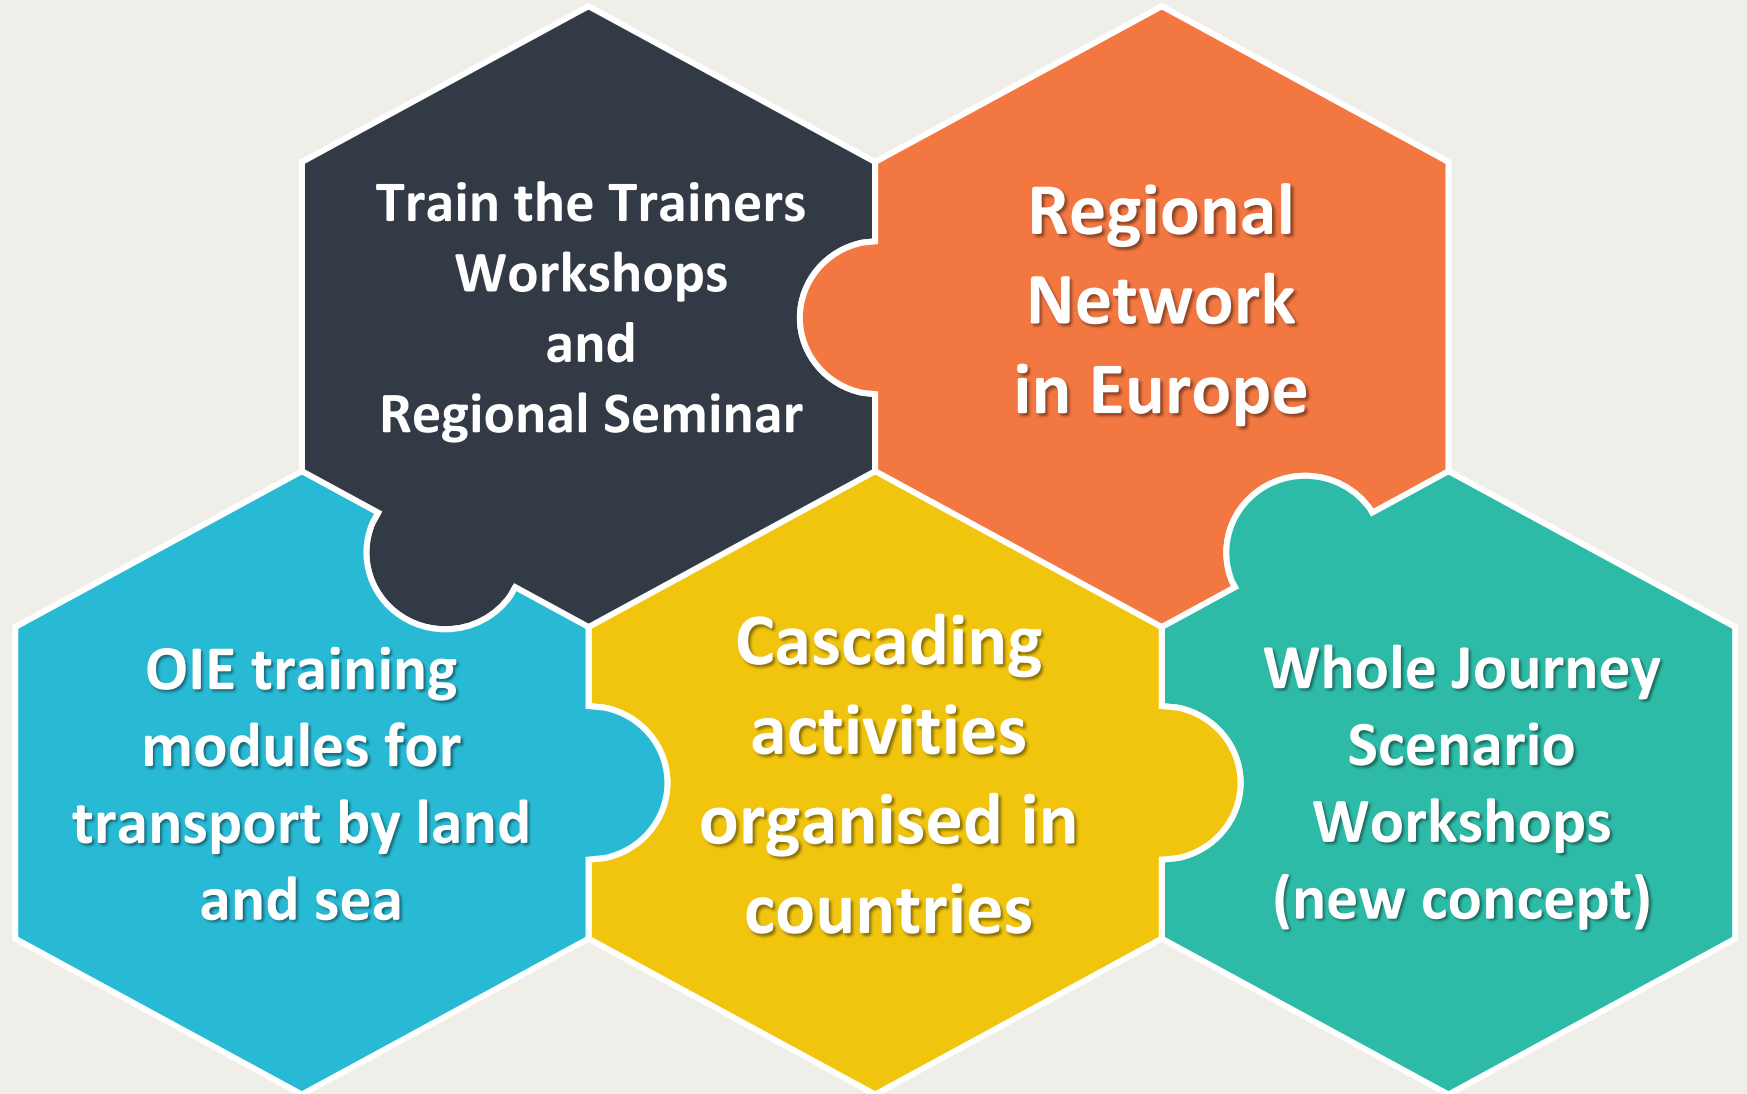 Train the Trainers
Workshops
and
Regional Seminar
Regional
Network
in Europe
OIE training
modules for
transport by land
and sea
Cascading
activities
organised in
countries
Whole Journey
Scenario
Workshops
(new concept)